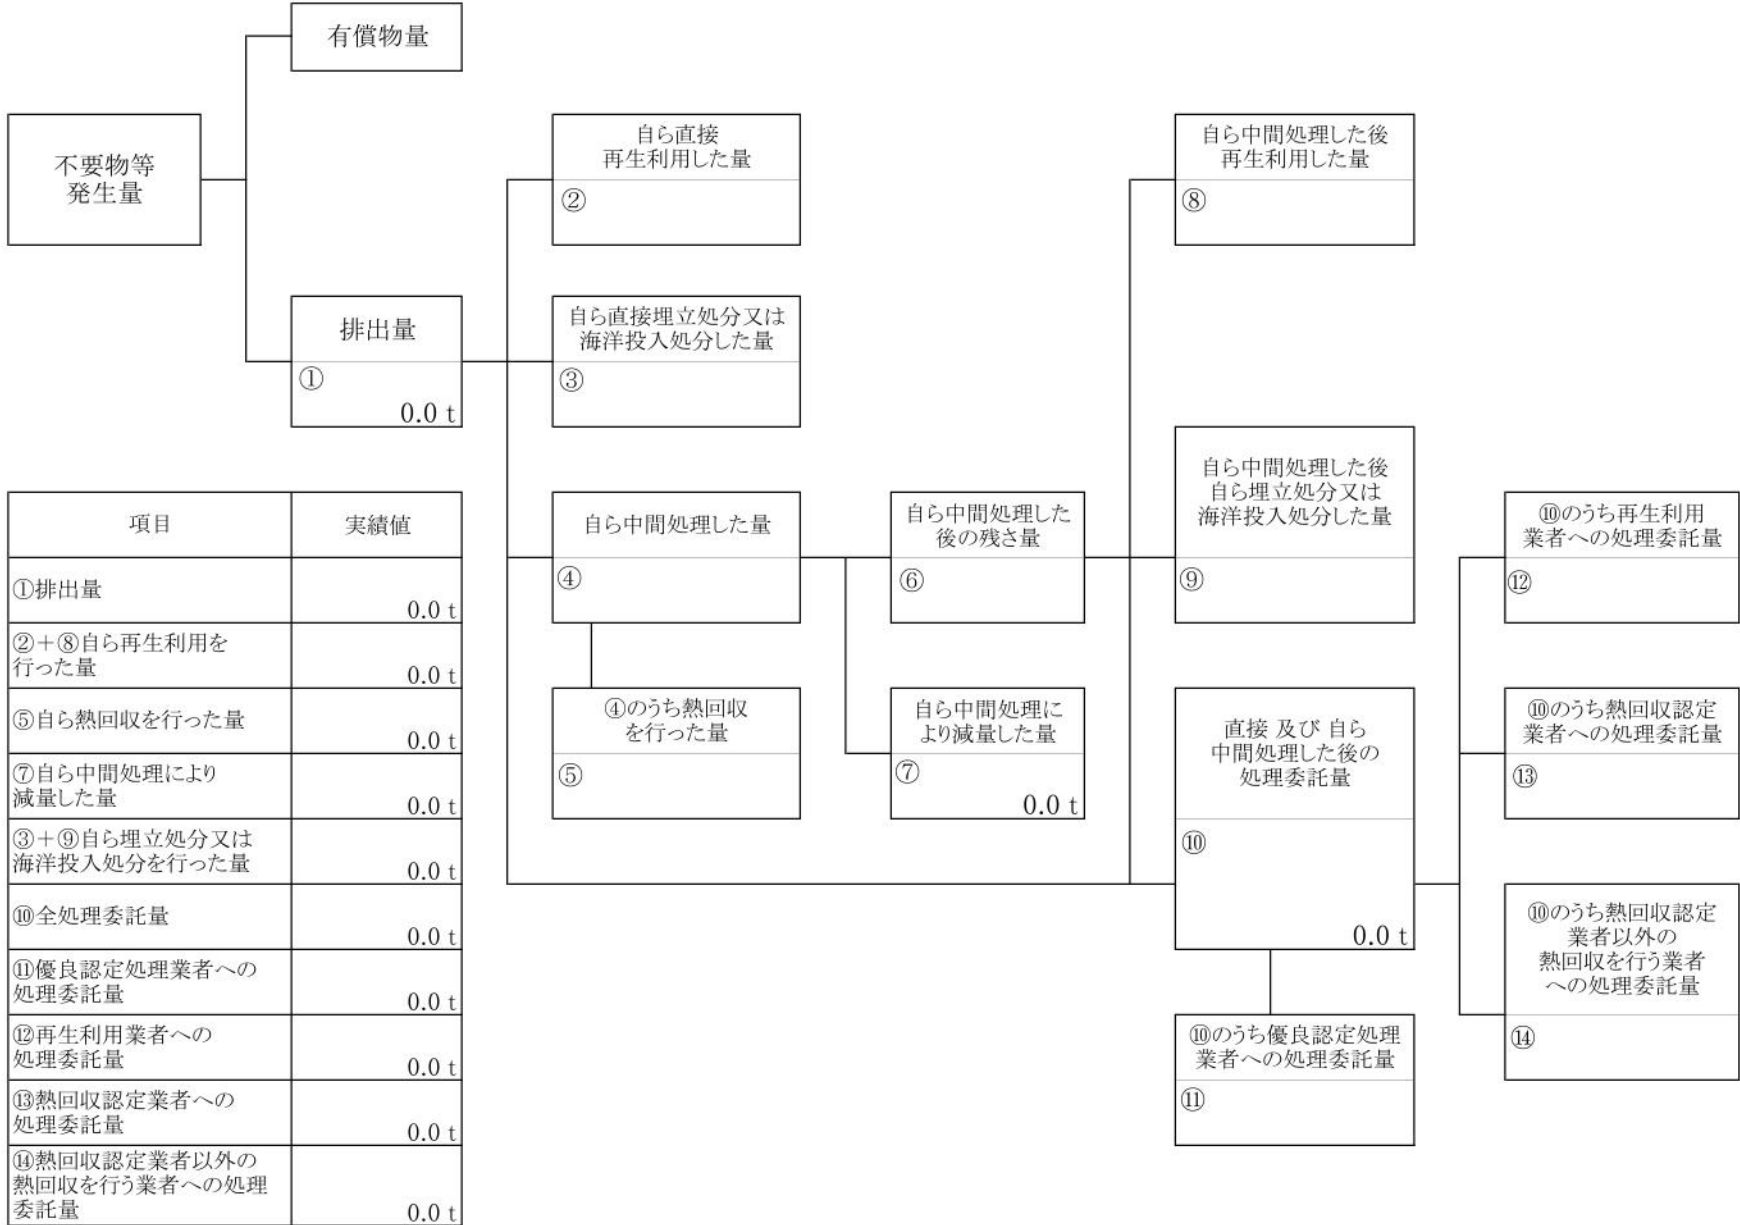 有償物量
不要物等
発生量
自ら直接
再生利用した量
②
自ら中間処理した後
再生利用した量
⑧
排出量
①
0.0 t
自ら直接埋立処分又は
海洋投入処分した量
③
自ら中間処理した量
④
自ら中間処理した
後の残さ量
⑥
自ら中間処理した後
自ら埋立処分又は
海洋投入処分した量
⑨
⑩のうち再生利用
業者への処理委託量
⑫
④のうち熱回収
を行った量
⑤
自ら中間処理に
より減量した量
⑦
0.0 t
直接 及び 自ら
中間処理した後の
処理委託量
⑩
0.0 t
⑩のうち熱回収認定
業者への処理委託量
⑬
⑩のうち熱回収認定
業者以外の
熱回収を行う業者
への処理委託量
⑭
⑩のうち優良認定処理
業者への処理委託量
⑪
項目
実績値
①排出量
0.0 t
②＋⑧自ら再生利用を
行った量
0.0 t
⑤自ら熱回収を行った量
0.0 t
⑦自ら中間処理により
減量した量
0.0 t
③＋⑨自ら埋立処分又は
海洋投入処分を行った量
0.0 t
⑩全処理委託量
0.0 t
⑪優良認定処理業者への
処理委託量
0.0 t
⑫再生利用業者への
処理委託量
0.0 t
⑬熱回収認定業者への
処理委託量
0.0 t
⑭熱回収認定業者以外の
熱回収を行う業者への処理
委託量
0.0 t